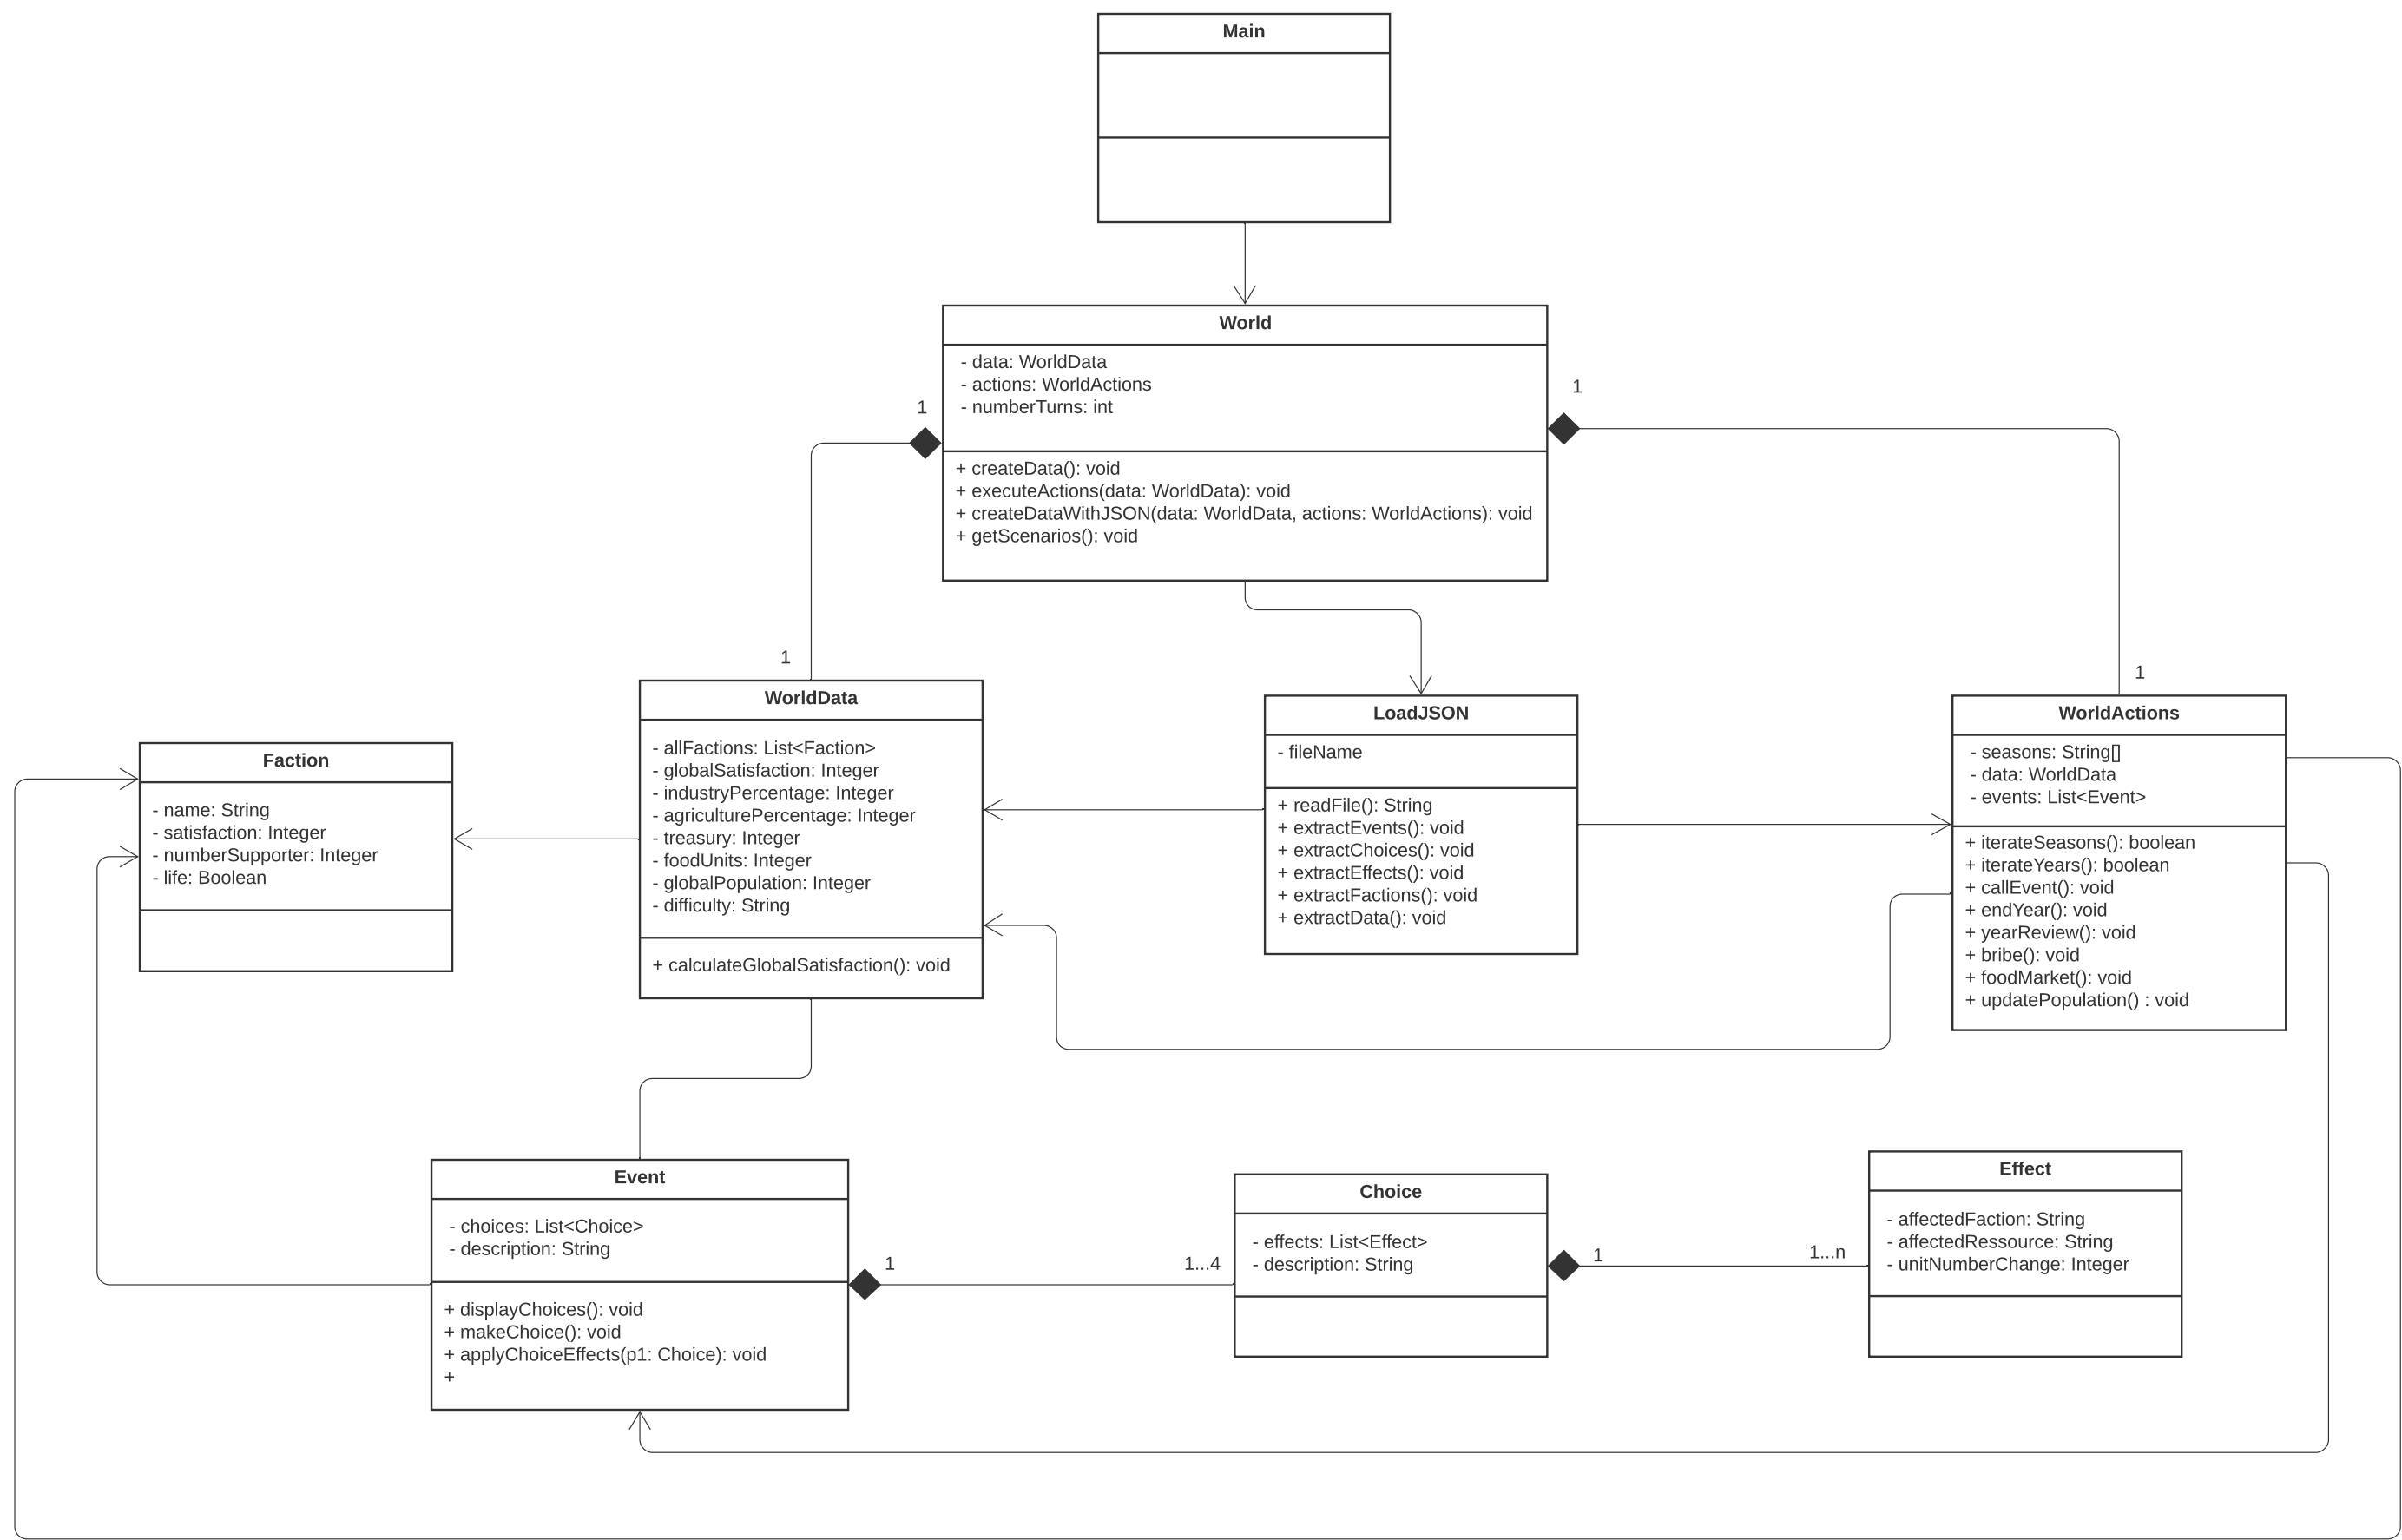 Main
World
- data: WorldData
- actions: WorldActions
- numberTurns: int
+ createData(): void
+ executeActions(data: WorldData): void
+ createDataWithJSON(data: WorldData, actions: WorldActions): void
+ getScenarios(): void
1
1
1
1
WorldData
- allFactions: List<Faction>
- globalSatisfaction: Integer
- industryPercentage: Integer
- agriculturePercentage: Integer
- treasury: Integer
- foodUnits: Integer
- globalPopulation: Integer
- difficulty: String
+ calculateGlobalSatisfaction(): void
LoadJSON
- fileName
+ readFile(): String
+ extractEvents(): void
+ extractChoices(): void
+ extractEffects(): void
+ extractFactions(): void
+ extractData(): void
WorldActions
- seasons: String[]
- data: WorldData
- events: List<Event>
+ iterateSeasons(): boolean
+ iterateYears(): boolean
+ callEvent(): void
+ endYear(): void
+ yearReview(): void
+ bribe(): void
+ foodMarket(): void
+ updatePopulation() : void
Faction
- name: String
- satisfaction: Integer
- numberSupporter: Integer
- life: Boolean
Event
- choices: List<Choice>
- description: String
+ displayChoices(): void
+ makeChoice(): void
+ applyChoiceEffects(p1: Choice): void
+
1
1...4
Choice
- effects: List<Effect>
- description: String
1
1...n
Effect
- affectedFaction: String
- affectedRessource: String
- unitNumberChange: Integer